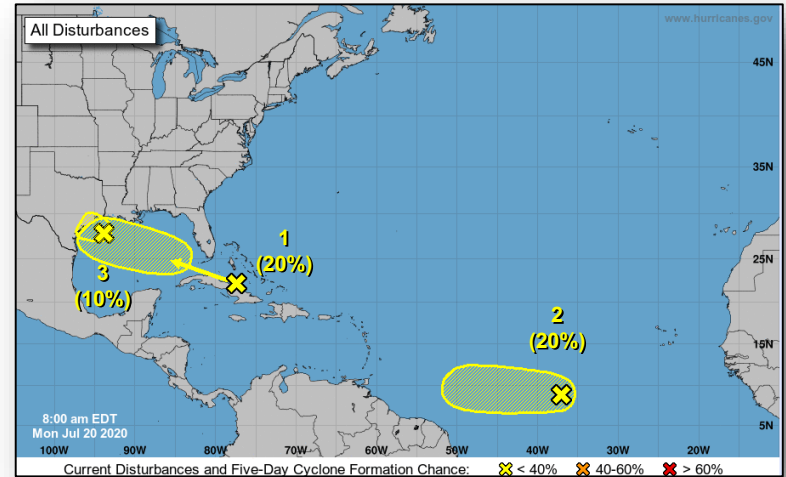 All Disturbances
www.hurricanes.gov
45N
35N
1
(20%)
25N
3
(10%)
2
(20%)
15N
8:00 am EDT
Mon Jul 20 2020
5N
100W 90W 80W 70W 60W 50W 40W 30W 20W
Current Disturbances and Five-Day Cyclone Formation Chance: < 40% 40-60% > 60%